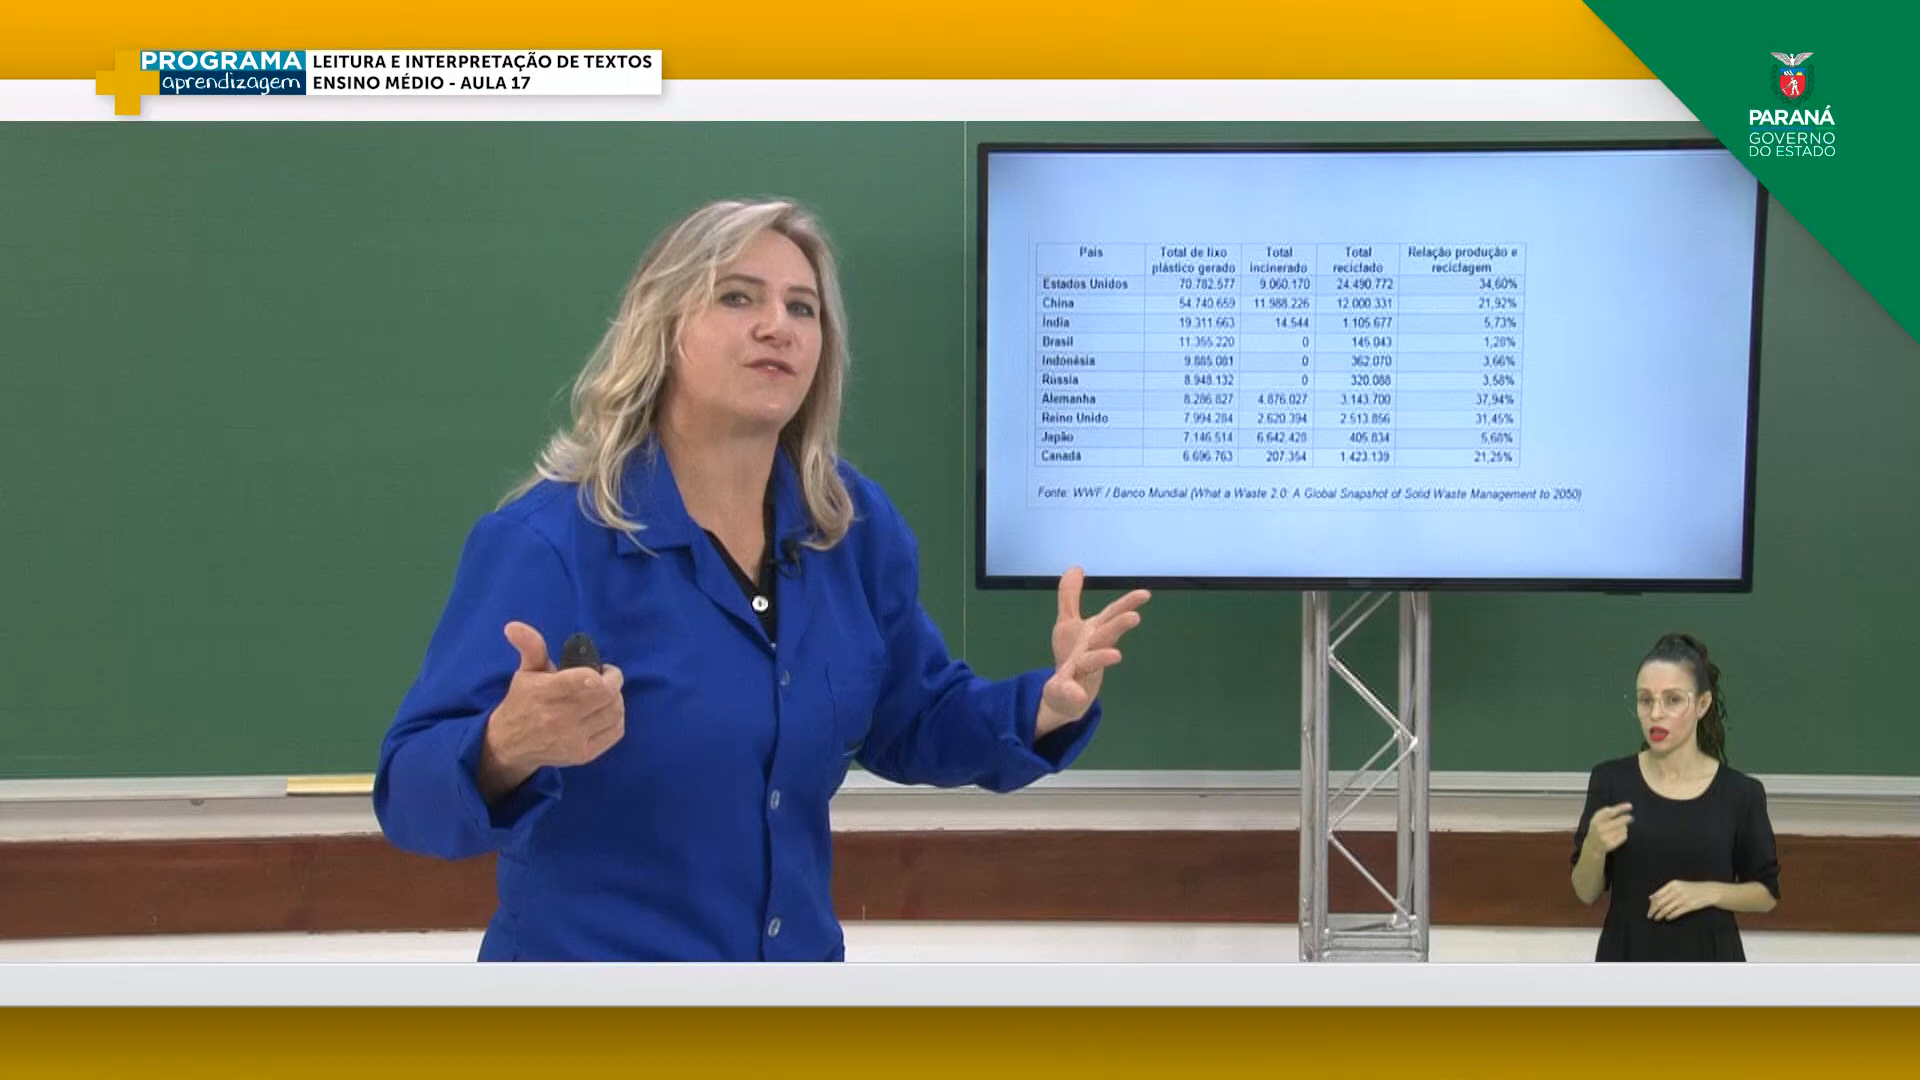 PROGRAMA
aprendizagem
LEITURA E INTERPRETAÇÃO DE TEXTOS
ENSINO MÉDIO - AULA 17
PARANÁ
GOVERNO
DO ESTADO
País Total de lixo plástico gerado Total incinerado Total reciclado Relação produção e reciclagem
Estados Unidos 70.782.577 9.060.170 24.490.772 34,60%
China 54.740.659 11.988.226 12.000.331 21,92%
Índia 19.311.663 14.544 1.105.677 5,73%
Brasil 11.355.220 0 145.043 1,28%
Indonésia 9.885.081 0 362.070 3,66%
Rússia 8.948.132 0 320.088 3,58%
Alemanha 8.286.827 4.876.027 3.143.700 37,94%
Reino Unido 7.994.284 2.620.394 2.513.856 31,45%
Japão 7.146.514 6.642.428 405.834 5,68%
Canadá 6.696.763 207.354 1.423.139 21,25%
Fonte: WWF / Banco Mundial (What a Waste 2.0: A Global Snapshot of Solid Waste Management to 2050)